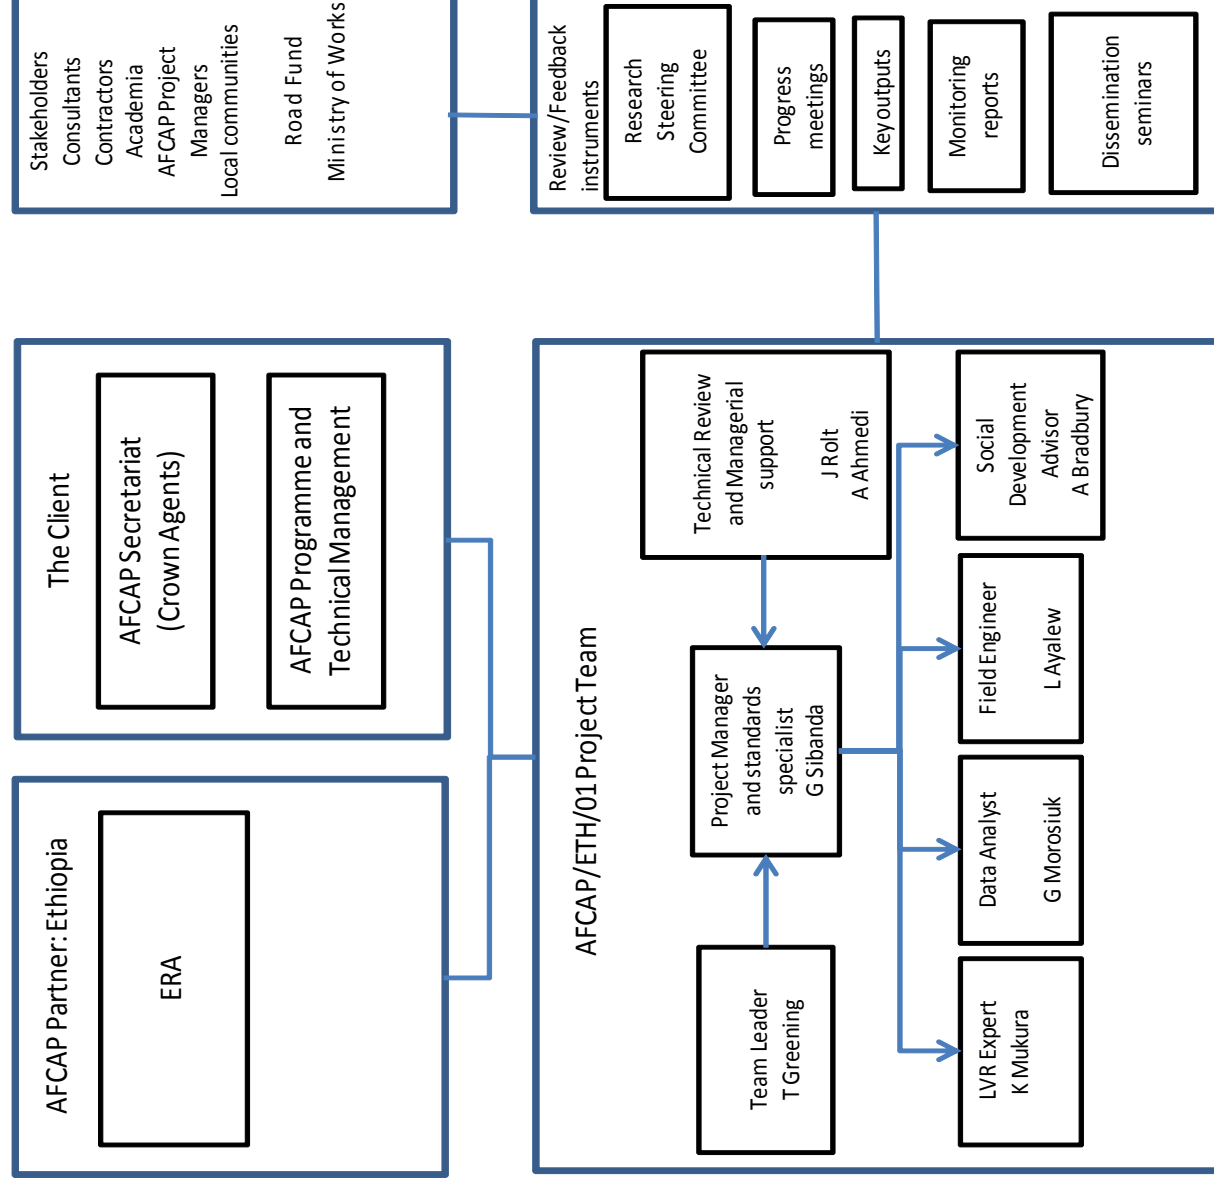 AFCAP Partner: Ethiopia
ERA
The Client
AFCAP Secretariat
(Crown Agents)
AFCAP Programme and
Technical Management
Stakeholders
Consultants
Contractors
Academia
AFCAP Project
Managers
Local communities
Road Fund
Ministry of Works
AFCAP/ETH/01 Project Team
Team Leader
T Greening
Project Manager
and standards
specialist
G Sibanda
Technical Review
and Managerial
support
J Rolt
A Ahmedi
LVR Expert
K Mukura
Data Analyst
G Morosiuk
Field Engineer
L Ayalew
Social
Development
Advisor
A Bradbury
Review/Feedback
instruments
Research
Steering
Committee
Progress
meetings
Key outputs
Monitoring
reports
Dissemination
seminars